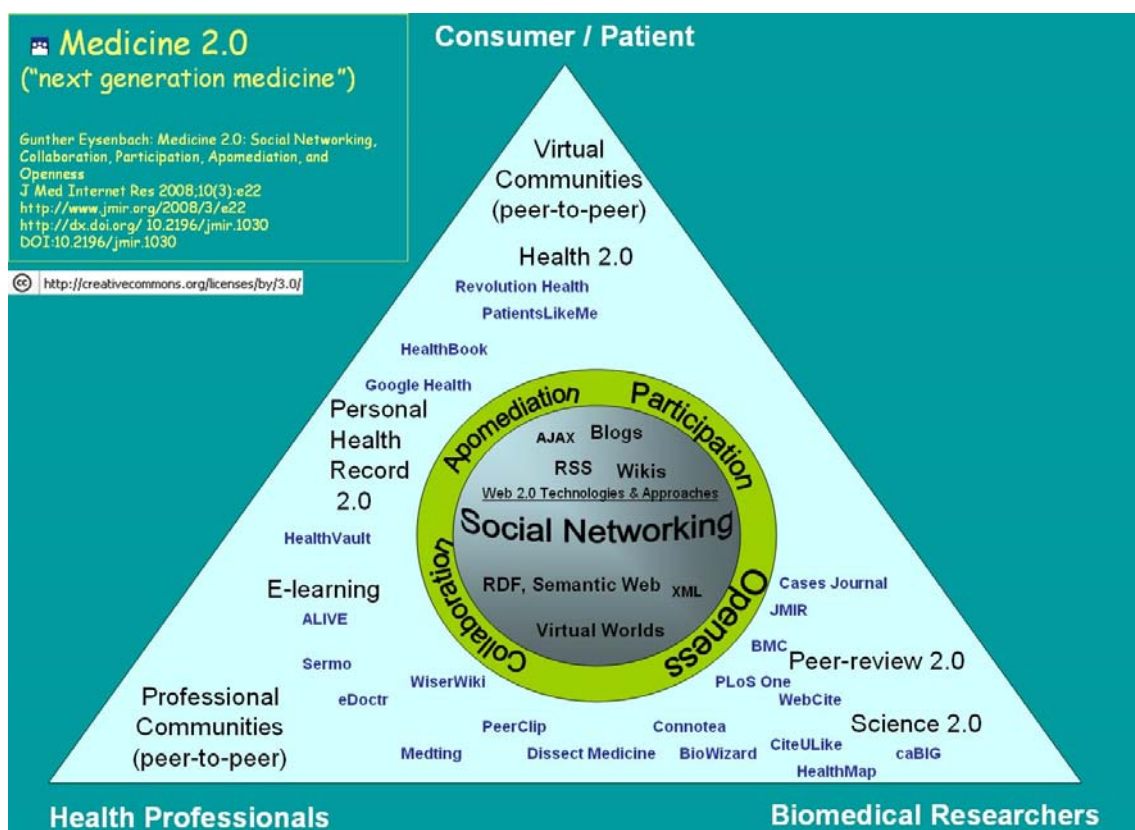 Medicine 2.0
("next generation medicine")
Gunther Eysenbach: Medicine 2.0: Social Networking,
Collaboration, Participation, Apomediation, and
Openness
J Med Internet Res 2008;10(3):e22
http://www.jmir.org/2008/3/e22
http://dx.doi.org/ 10.2196/jmir.1030
DOI:10.2196/jmir.1030
cc http://creativecommons.org/licenses/by/3.0/
Consumer / Patient
Virtual
Communities
(peer-to-peer)
Health 2.0
Revolution Health
PatientsLikeMe
HealthBook
Google Health
Personal
Health
Record
2.0
HealthVault
E-learning
ALIVE
Sermo
eDoctr
WiserWiki
Professional
Communities
(peer-to-peer)
Apomediation
Participation
Collaboration
Openess
AJAX Blogs
RSS Wikis
Web 2.0 Technologies & Approaches
Social Networking
RDF, Semantic Web XML
Virtual Worlds
Cases Journal
JMIR
BMC
Peer-review 2.0
PLoS One
WebCite
Science 2.0
PeerClip
Connotea
Medting
Dissect Medicine
BioWizard
CiteULike
caBIG
HealthMap
Health Professionals
Biomedical Researchers